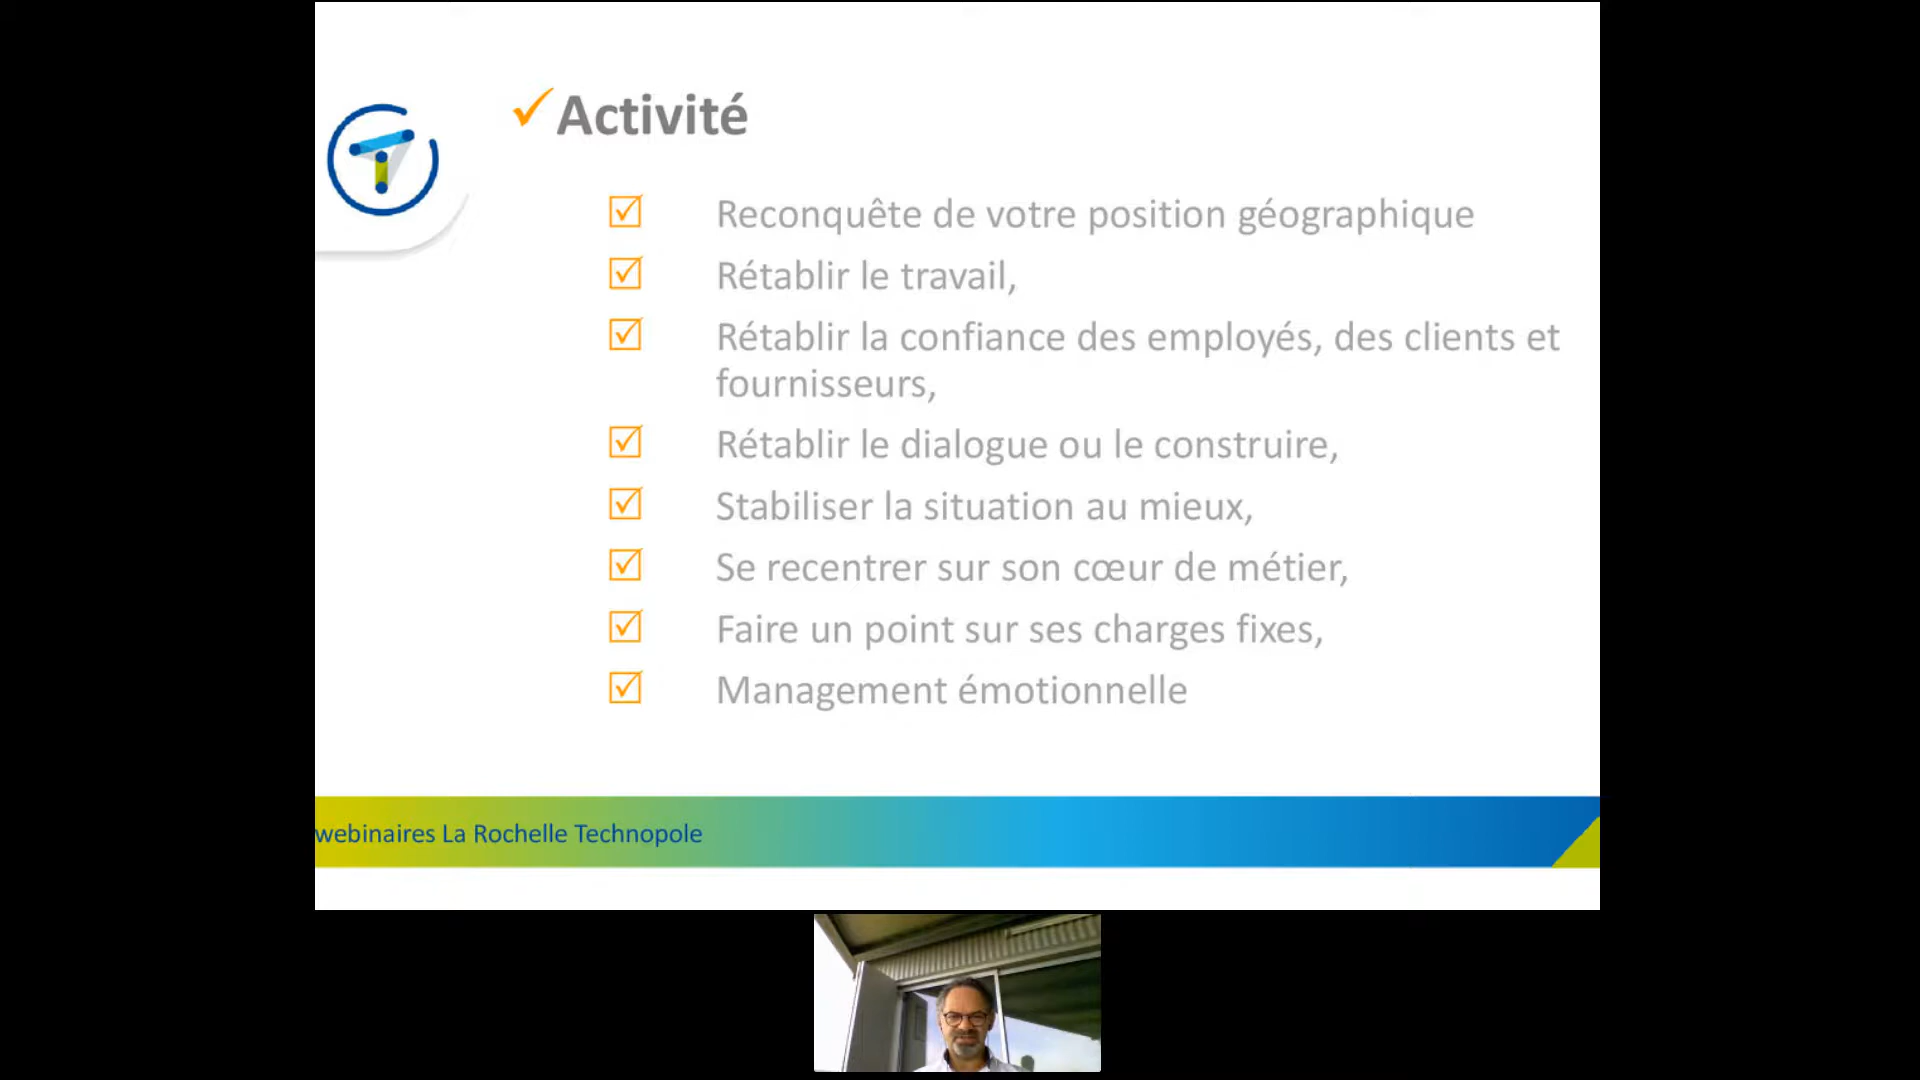 Activité
Reconquête de votre position géographique
Rétablir le travail,
Rétablir la confiance des employés, des clients et
fournisseurs,
Rétablir le dialogue ou le construire,
Stabiliser la situation au mieux,
Se recentrer sur son cœur de métier,
Faire un point sur ses charges fixes,
Management émotionnelle
webinaires La Rochelle Technopole